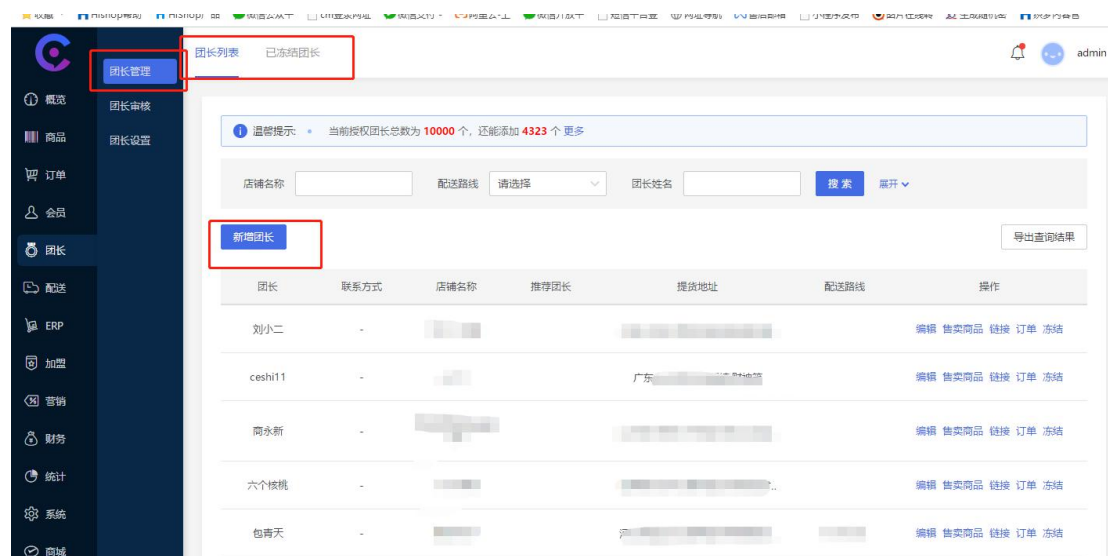 团长列表 已冻结团长
admin
团长管理
概览
团长审核
商品
团长设置
温馨提示: 当前授权团长总数为 10000 个, 还能添加 4323 个 更多
订单
店铺名称 配送路线 请选择 团长姓名 搜索 展开
会员
团长
新增团长 导出查询结果
配送
团长 联系方式 店铺名称 推荐团长 提货地址 配送路线 操作
ERP
刘小二 - 编辑 售卖商品 链接 订单 冻结
加盟
ceshi11 - 广东 编辑 售卖商品 链接 订单 冻结
营销
商永新 - 编辑 售卖商品 链接 订单 冻结
财务
统计
六个核桃 - 编辑 售卖商品 链接 订单 冻结
系统
包青天 - 编辑 售卖商品 链接 订单 冻结
商城